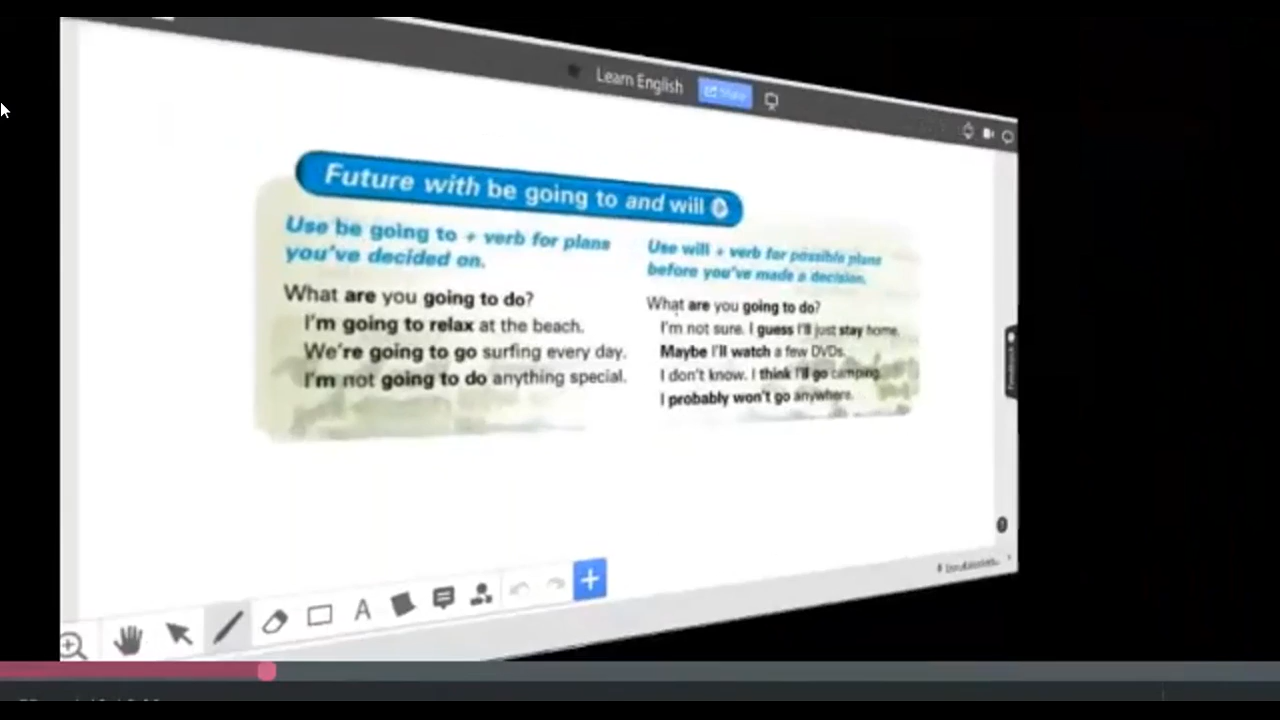 Learn English
Share
Future with be going to and will
Use be going to + verb for plans
you've decided on.
What are you going to do?
I'm going to relax at the beach.
We're going to go surfing every day.
I'm not going to do anything special.
Use will + verb for possible plans
before you've made a decision.
What are you going to do?
I'm not sure. I guess I'll just stay home.
Maybe I'll watch a few DVDs.
I don't know. I think I'll go camping.
I probably won't go anywhere.
A